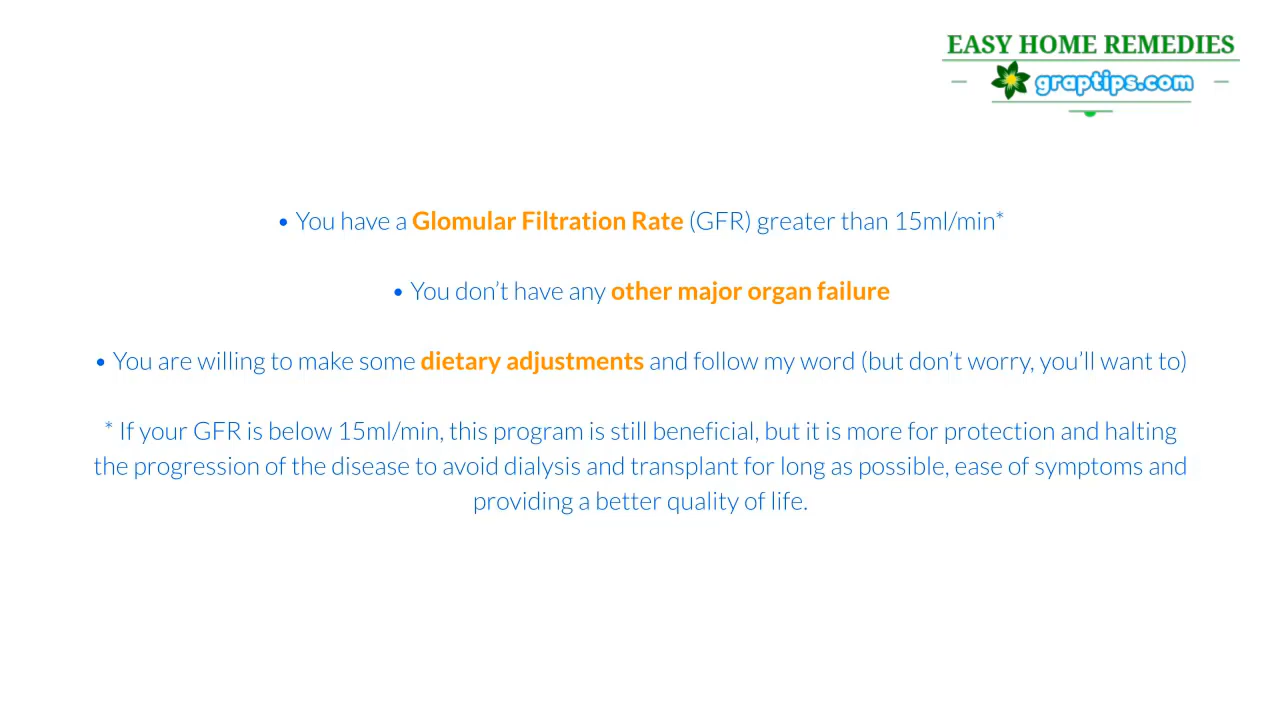 EASY HOME REMEDIES
graptips.com
• You have a Glomular Filtration Rate (GFR) greater than 15ml/min*
• You don’t have any other major organ failure
• You are willing to make some dietary adjustments and follow my word (but don’t worry, you’ll want to)
* If your GFR is below 15ml/min, this program is still beneficial, but it is more for protection and halting
the progression of the disease to avoid dialysis and transplant for long as possible, ease of symptoms and
providing a better quality of life.